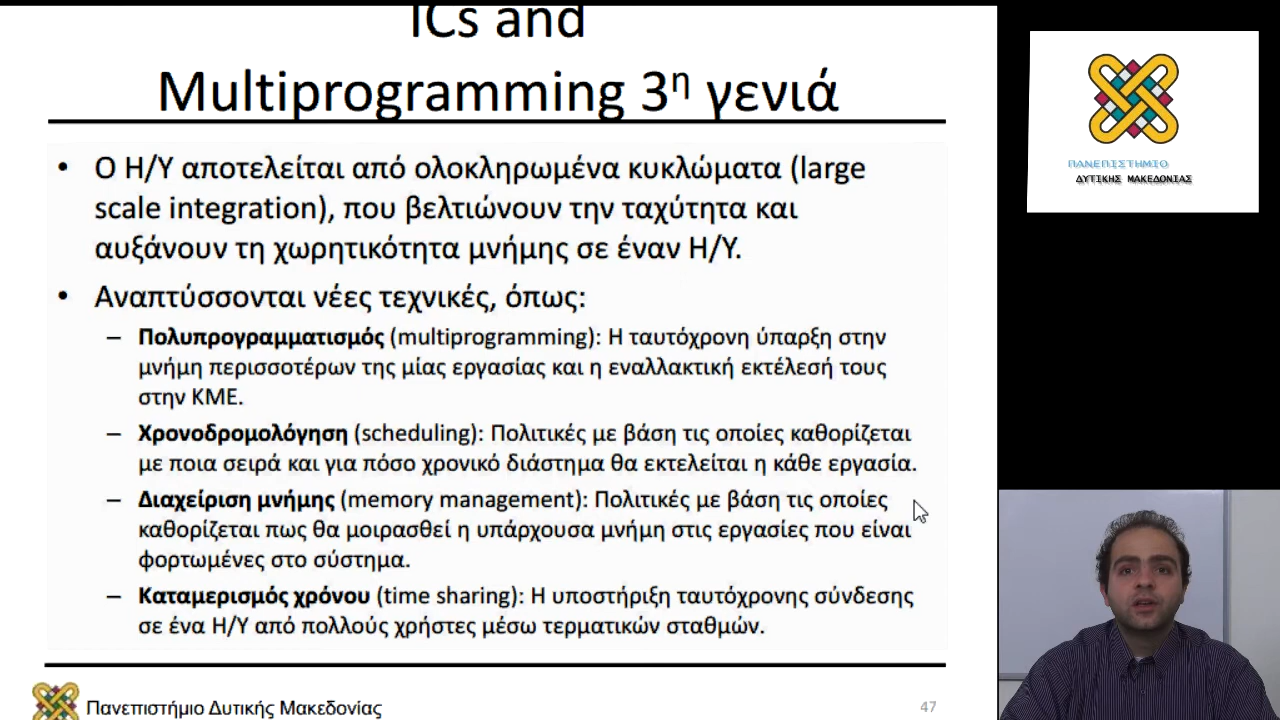 ICs and
Multiprogramming 3η γενιά
• Ο Η/Υ αποτελείται από ολοκληρωμένα κυκλώματα (large
scale integration), που βελτιώνουν την ταχύτητα και
αυξάνουν τη χωρητικότητα μνήμης σε έναν Η/Υ.
• Αναπτύσσονται νέες τεχνικές, όπως:
– Πολυπρογραμματισμός (multiprogramming): Η ταυτόχρονη ύπαρξη στην
μνήμη περισσοτέρων της μίας εργασίας και η εναλλακτική εκτέλεσή τους
στην ΚΜΕ.
– Χρονοδρομολόγηση (scheduling): Πολιτικές με βάση τις οποίες καθορίζεται
με ποια σειρά και για πόσο χρονικό διάστημα θα εκτελείται η κάθε εργασία.
– Διαχείριση μνήμης (memory management): Πολιτικές με βάση τις οποίες
καθορίζεται πως θα μοιρασθεί η υπάρχουσα μνήμη στις εργασίες που είναι
φορτωμένες στο σύστημα.
– Καταμερισμός χρόνου (time sharing): Η υποστήριξη ταυτόχρονης σύνδεσης
σε ένα Η/Υ από πολλούς χρήστες μέσω τερματικών σταθμών.
Πανεπιστήμιο Δυτικής Μακεδονίας
47
ΠΑΝΕΠΙΣΤΗΜΙΟ
ΔΥΤΙΚΗΣ ΜΑΚΕΔΟΝΙΑΣ